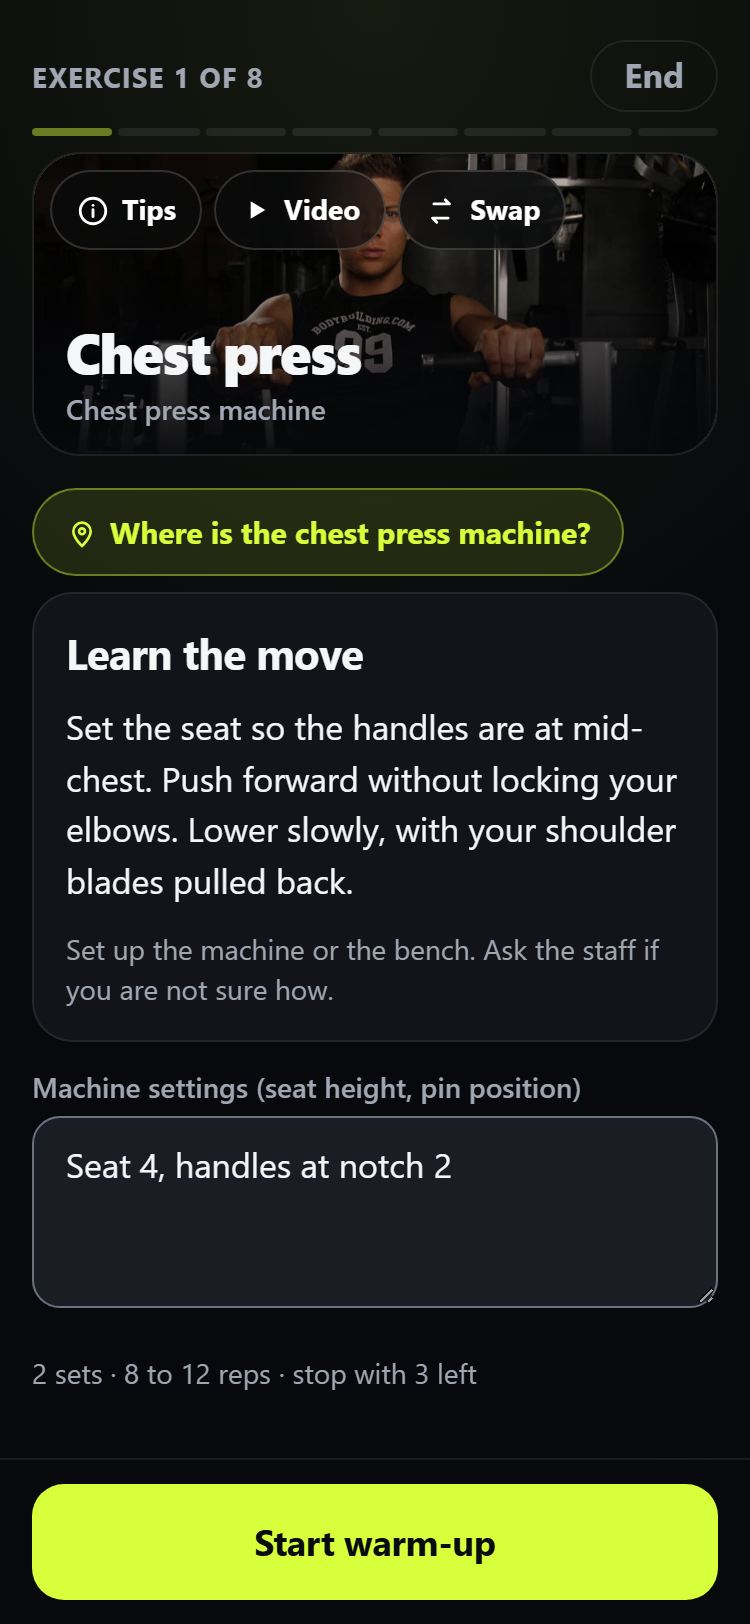 EXERCISE 1 OF 8
End
Tips
Video
Swap
BODYBUILDING.COM
EST.
99
Chest press
Chest press machine
Where is the chest press machine?
Learn the move
Set the seat so the handles are at mid-
chest. Push forward without locking your
elbows. Lower slowly, with your shoulder
blades pulled back.
Set up the machine or the bench. Ask the staff if
you are not sure how.
Machine settings (seat height, pin position)
Seat 4, handles at notch 2
2 sets · 8 to 12 reps · stop with 3 left
Start warm-up